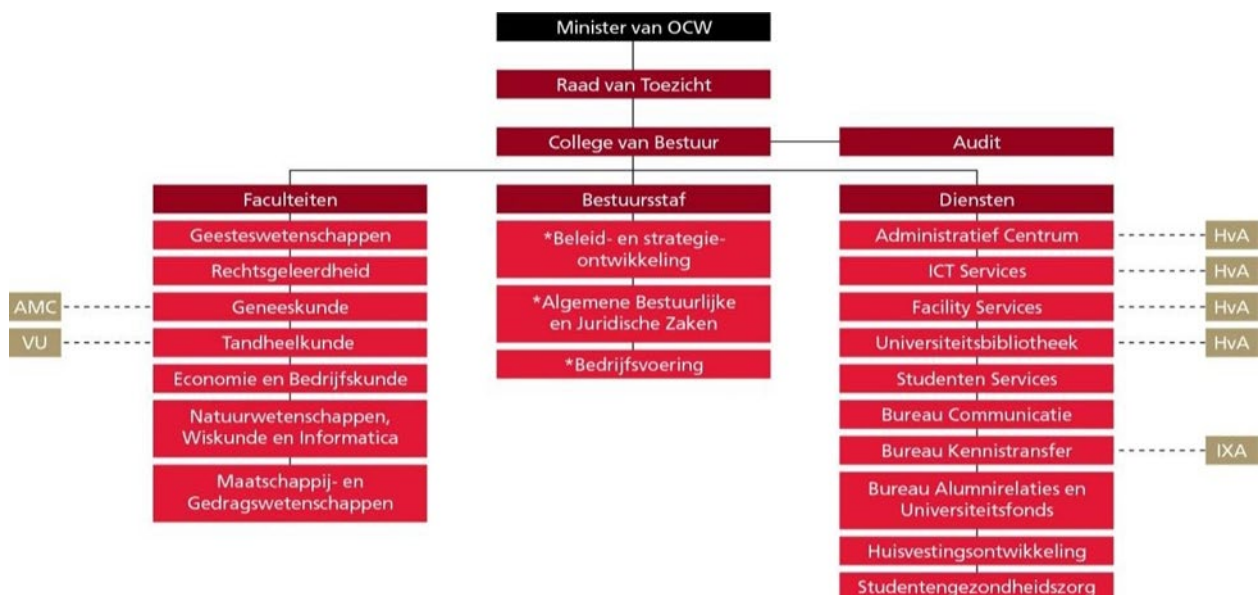 Minister van OCW
Raad van Toezicht
College van Bestuur
Audit
Faculteiten
Geesteswetenschappen
Rechtsgeleerdheid
AMC
Geneeskunde
VU
Tandheelkunde
Economie en Bedrijfskunde
Natuurwetenschappen,
Wiskunde en Informatica
Maatschappij- en
Gedragswetenschappen
Bestuursstaf
*Beleid- en strategie-
ontwikkeling
*Algemene Bestuurlijke
en Juridische Zaken
*Bedrijfsvoering
Diensten
Administratief Centrum
HvA
ICT Services
HvA
Facility Services
HvA
Universiteitsbibliotheek
HvA
Studenten Services
Bureau Communicatie
Bureau Kennistransfer
IXA
Bureau Alumnirelaties en
Universiteitsfonds
Huisvestingsontwikkeling
Studentengezondheidszorg